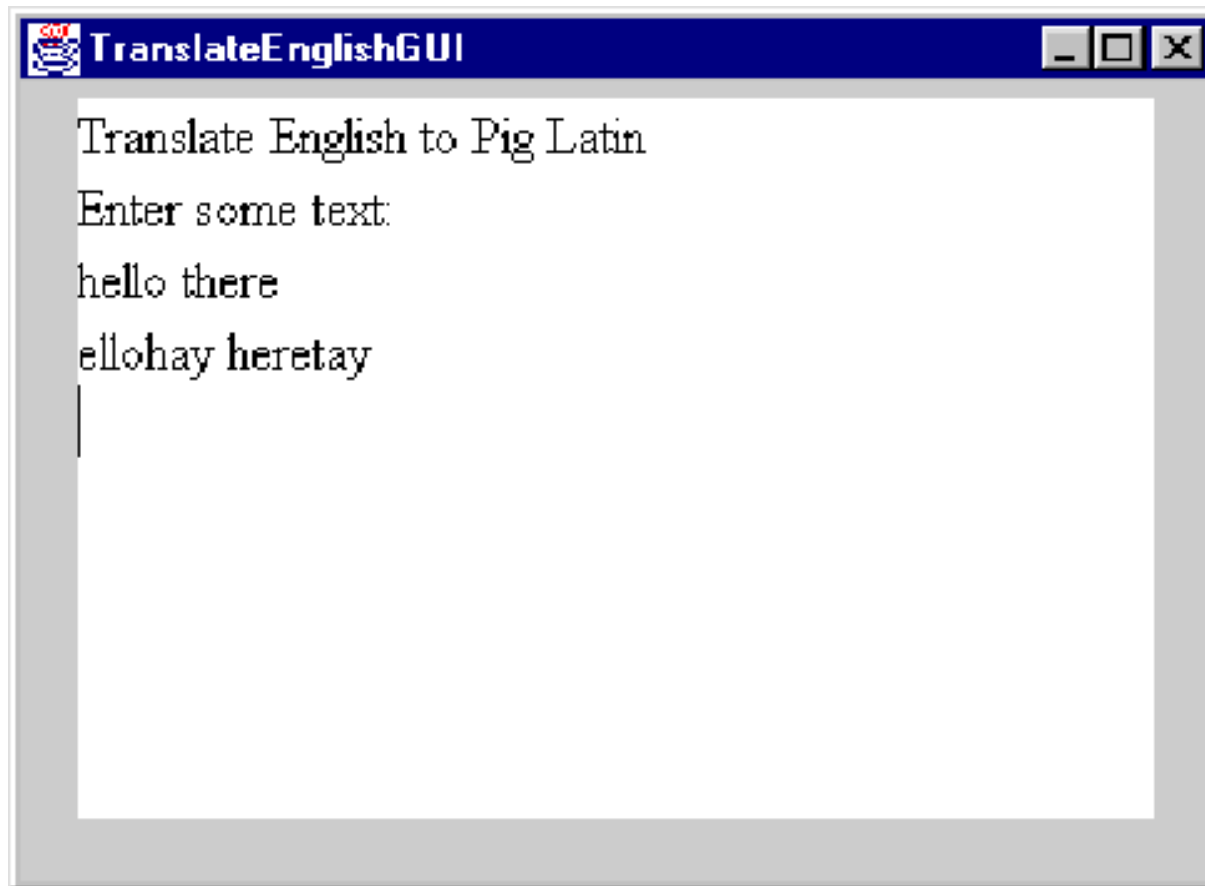 TranslateEnglishGUI
Translate English to Pig Latin
Enter some text:
hello there
ellohay heretay